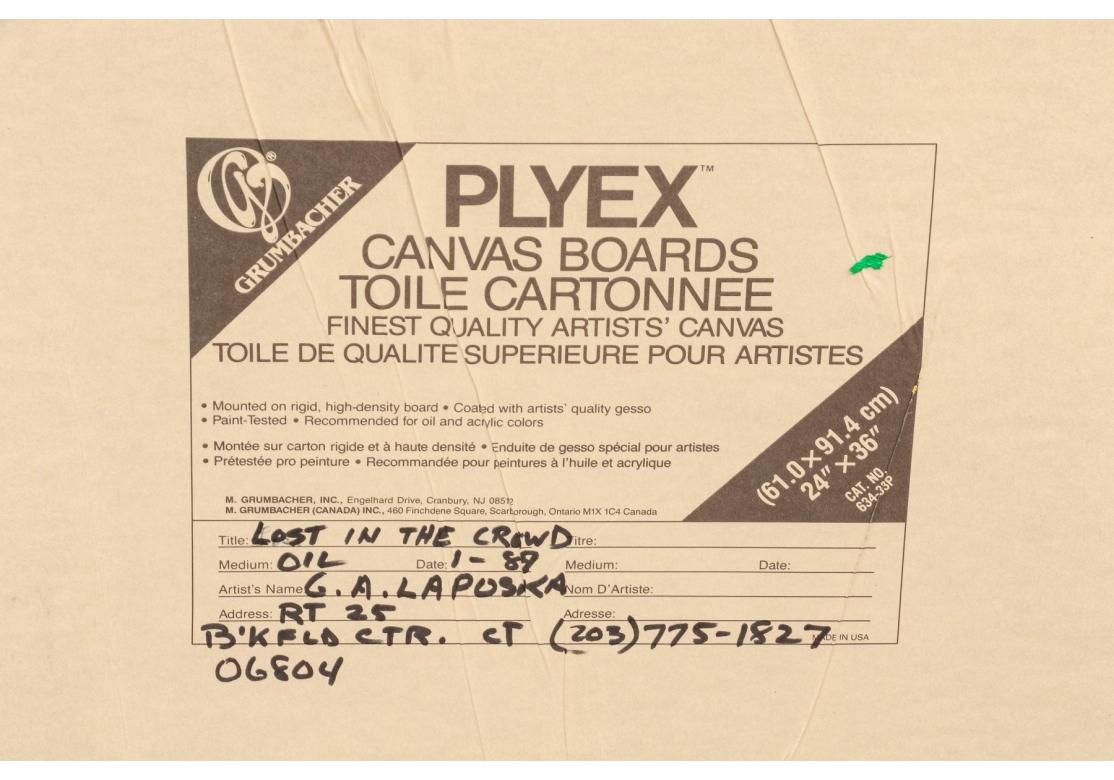 GRUMBACHER®
PLYEX™
CANVAS BOARDS
TOILE CARTONNEE
FINEST QUALITY ARTISTS' CANVAS
TOILE DE QUALITE SUPERIEURE POUR ARTISTES
• Mounted on rigid, high-density board • Coated with artists' quality gesso
• Paint-Tested • Recommended for oil and acrylic colors
• Montée sur carton rigide et à haute densité • Enduite de gesso spécial pour artistes
• Prétestée pro peinture • Recommandée pour peintures à l'huile et acrylique
(61.0 × 91.4 cm)
24" × 36"
CAT. NO.
634-33P
M. GRUMBACHER, INC., Engelhard Drive, Cranbury, NJ 08512
M. GRUMBACHER (CANADA) INC., 460 Finchdene Square, Scarborough, Ontario M1X 1C4 Canada
Title: LOST IN THE CROWD itre:
Medium: OIL Date: 1-89 Medium: Date:
Artist's Name G. A. LAPOSKA Nom D'Artiste:
Address: RT 25 Adresse:
B'KFLD CTR. CT (203) 775-1827 MADE IN USA
06804